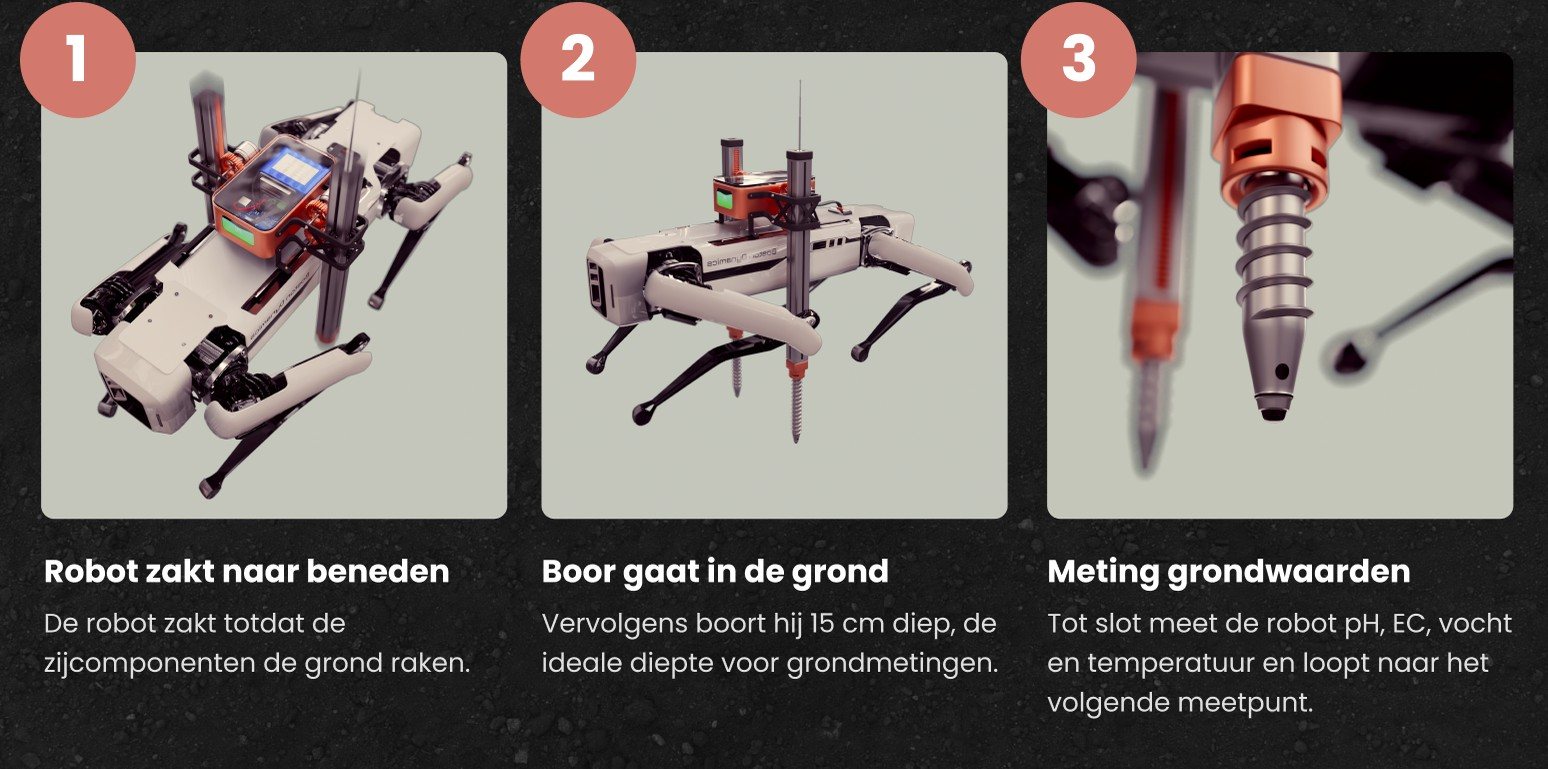 1
2
3
Boston Dynamics
Robot zakt naar beneden
De robot zakt totdat de
zijcomponenten de grond raken.
Boor gaat in de grond
Vervolgens boort hij 15 cm diep, de
ideale diepte voor grondmetingen.
Meting grondwaarden
Tot slot meet de robot pH, EC, vocht
en temperatuur en loopt naar het
volgende meetpunt.